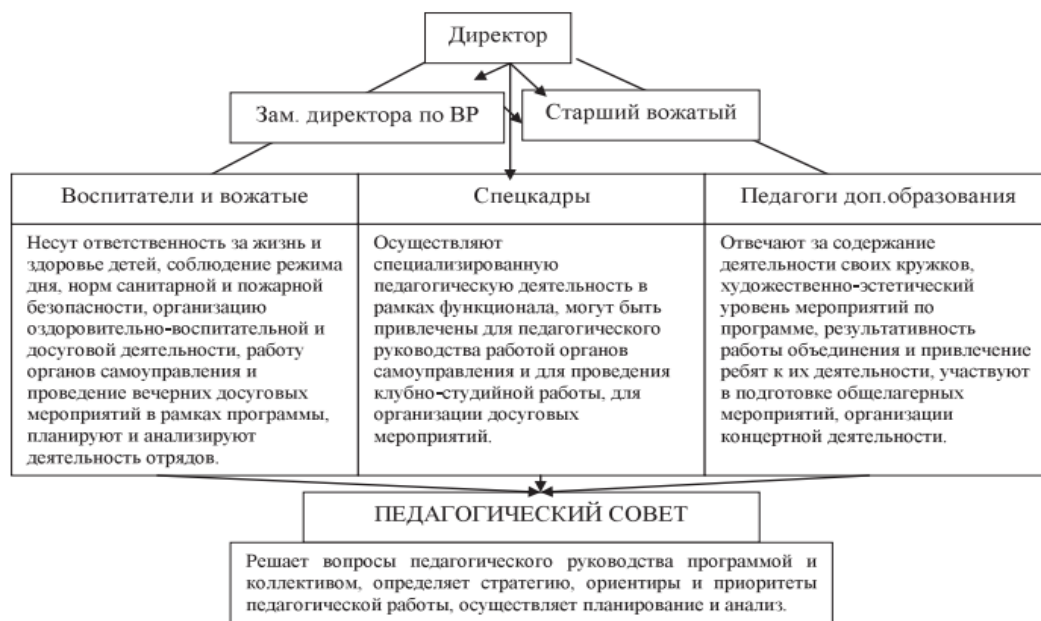 Директор
Зам. директора по ВР
Старший вожатый
Воспитатели и вожатые
Несут ответственность за жизнь и
здоровье детей, соблюдение режима
дня, норм санитарной и пожарной
безопасности, организацию
оздоровительно-воспитательной и
досуговой деятельности, работу
органов самоуправления и
проведение вечерних досуговых
мероприятий в рамках программы,
планируют и анализируют
деятельность отрядов.
Спецкадры
Осуществляют
специализированную
педагогическую деятельность в
рамках функционала, могут быть
привлечены для педагогического
руководства работой органов
самоуправления и для проведения
клубно-студийной работы, для
организации досуговых
мероприятий.
Педагоги доп.образования
Отвечают за содержание
деятельности своих кружков,
художественно-эстетический
уровень мероприятий по
программе, результативность
работы объединения и привлечение
ребят к их деятельности, участвуют
в подготовке общелагерных
мероприятий, организации
концертной деятельности.
ПЕДАГОГИЧЕСКИЙ СОВЕТ
Решает вопросы педагогического руководства программой и
коллективом, определяет стратегию, ориентиры и приоритеты
педагогической работы, осуществляет планирование и анализ.